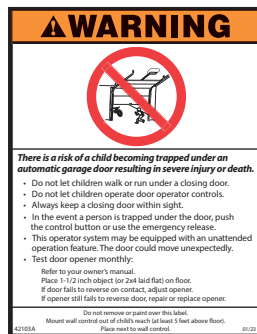 WARNING
There is a risk of a child becoming trapped under an
automatic garage door resulting in severe injury or death.
• Do not let children walk or run under a closing door.
• Do not let children operate door operator controls.
• Always keep a closed door within sight.
• In the event a person is trapped under the door, push
the control button or use the emergency release.
• This operator system may be equipped with an unattended
operation feature. The door could move unexpectedly.
• Test door opener monthly:
Refer to your owner's manual.
Place 1-1/2 inch object (or 2x4 laid flat) on floor.
If door fails to reverse on contact, adjust opener.
If opener still fails to reverse door, repair or replace opener.
Do not remove or paint over this label.
Mount wall control out of child's reach (at least 5 feet above floor).
42103A Place next to wall control. 01/23